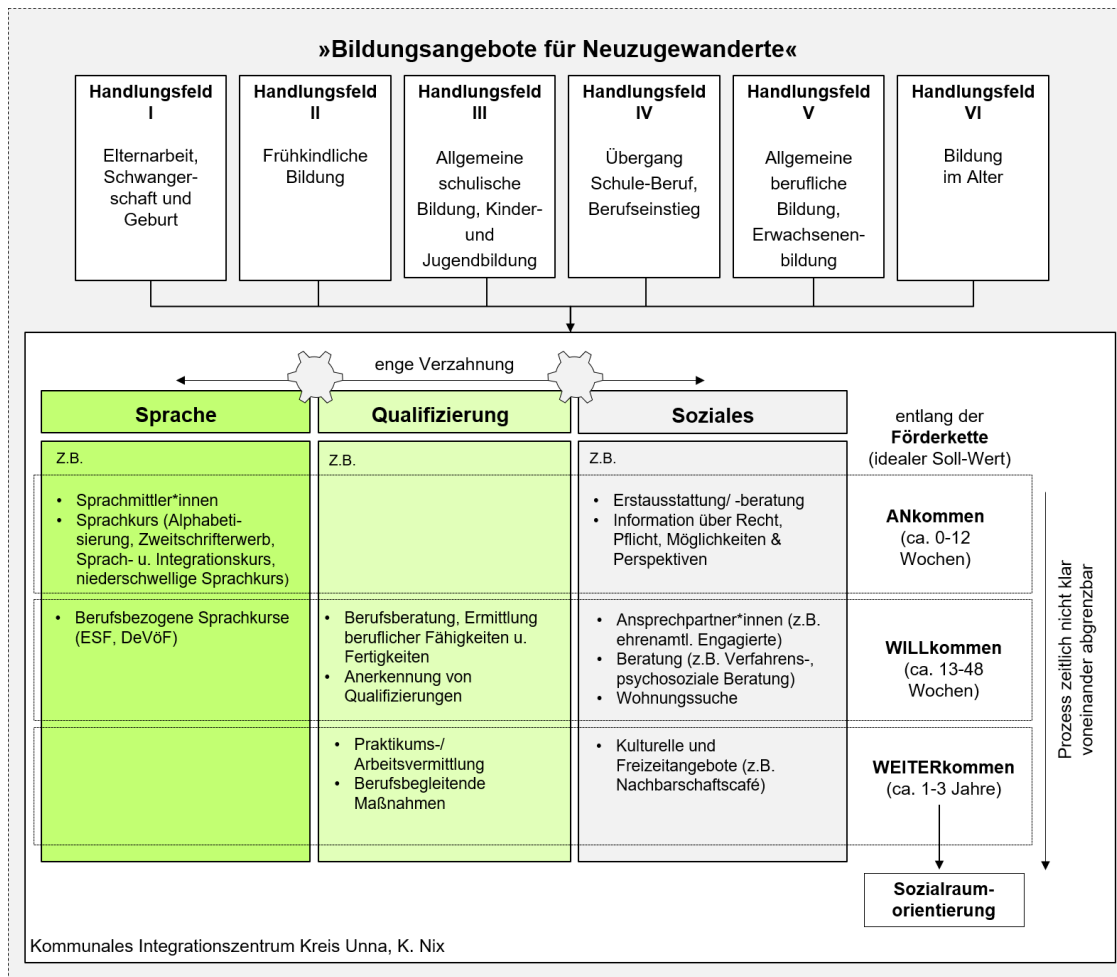 »Bildungsangebote für Neuzugewanderte«
Handlungsfeld
I
Elternarbeit,
Schwanger-
schaft und
Geburt
Handlungsfeld
II
Frühkindliche
Bildung
Handlungsfeld
III
Allgemeine
schulische
Bildung, Kinder-
und
Jugendbildung
Handlungsfeld
IV
Übergang
Schule-Beruf,
Berufseinstieg
Handlungsfeld
V
Allgemeine
berufliche
Bildung,
Erwachsenen-
bildung
Handlungsfeld
VI
Bildung
im Alter
enge Verzahnung
Sprache
Qualifizierung
Soziales
entlang der
Förderkette
(idealer Soll-Wert)
Z.B.
Z.B.
Z.B.
• Sprachmittler*innen
• Sprachkurs (Alphabeti-
sierung, Zweitschrifterwerb,
Sprach- u. Integrationskurs,
niederschwellige Sprachkurs)
• Erstausstattung/ -beratung
• Information über Recht,
Pflicht, Möglichkeiten &
Perspektiven
ANkommen
(ca. 0-12
Wochen)
• Berufsbezogene Sprachkurse
(ESF, DeVöF)
• Berufsberatung, Ermittlung
beruflicher Fähigkeiten u.
Fertigkeiten
• Anerkennung von
Qualifizierungen
• Ansprechpartner*innen (z.B.
ehrenamtl. Engagierte)
• Beratung (z.B. Verfahrens-,
psychosoziale Beratung)
• Wohnungssuche
WILLkommen
(ca. 13-48
Wochen)
• Praktikums-/
Arbeitsvermittlung
• Berufsbegleitende
Maßnahmen
• Kulturelle und
Freizeitangebote (z.B.
Nachbarschaftscafé)
WEITERkommen
(ca. 1-3 Jahre)
Prozess zeitlich nicht klar
voneinander abgrenzbar
Sozialraum-
orientierung
Kommunales Integrationszentrum Kreis Unna, K. Nix